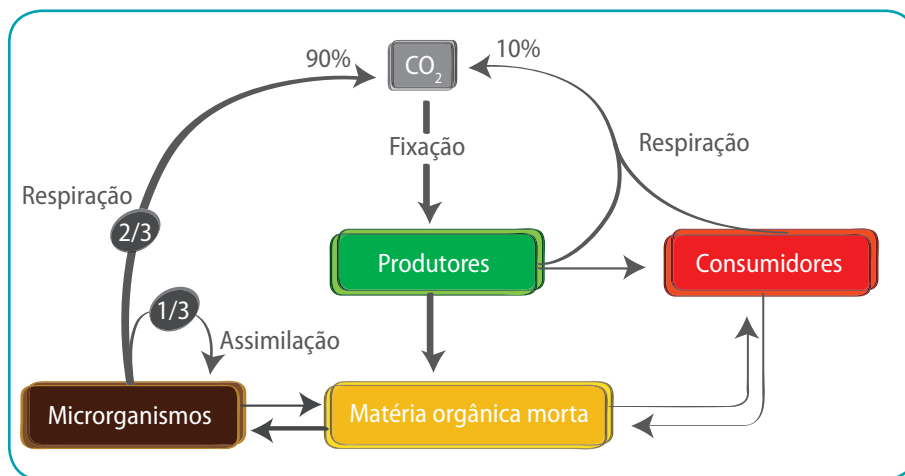 90%
CO₂
10%
Fixação
Respiração
Respiração
2/3
Produtores
Consumidores
1/3
Assimilação
Microrganismos
Matéria orgânica morta